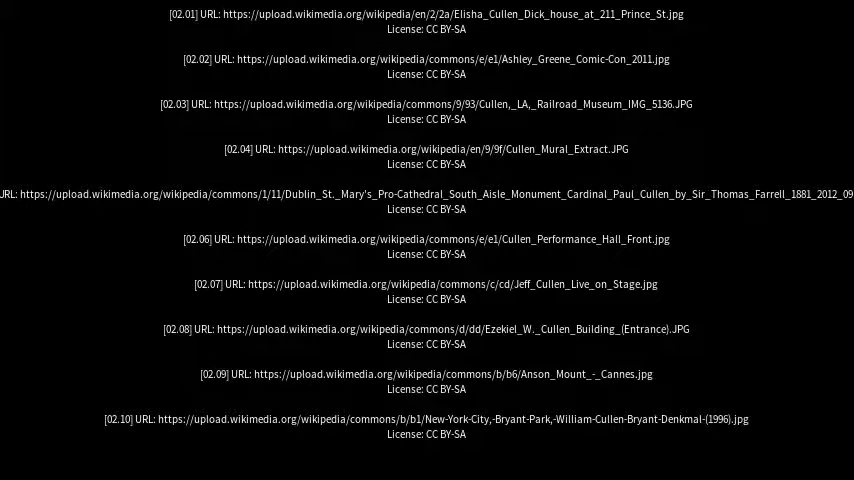 [02.01] URL: https://upload.wikimedia.org/wikipedia/en/2/2a/Elisha_Cullen_Dick_house_at_211_Prince_St.jpg
License: CC BY-SA
[02.02] URL: https://upload.wikimedia.org/wikipedia/commons/e/e1/Ashley_Greene_Comic-Con_2011.jpg
License: CC BY-SA
[02.03] URL: https://upload.wikimedia.org/wikipedia/commons/9/93/Cullen,_LA,_Railroad_Museum_IMG_5136.JPG
License: CC BY-SA
[02.04] URL: https://upload.wikimedia.org/wikipedia/en/9/9f/Cullen_Mural_Extract.JPG
License: CC BY-SA
URL: https://upload.wikimedia.org/wikipedia/commons/1/11/Dublin_St._Mary's_Pro-Cathedral_South_Aisle_Monument_Cardinal_Paul_Cullen_by_Sir_Thomas_Farrell_1881_2012_09
License: CC BY-SA
[02.06] URL: https://upload.wikimedia.org/wikipedia/commons/e/e1/Cullen_Performance_Hall_Front.jpg
License: CC BY-SA
[02.07] URL: https://upload.wikimedia.org/wikipedia/commons/c/cd/Jeff_Cullen_Live_on_Stage.jpg
License: CC BY-SA
[02.08] URL: https://upload.wikimedia.org/wikipedia/commons/d/dd/Ezekiel_W._Cullen_Building_(Entrance).JPG
License: CC BY-SA
[02.09] URL: https://upload.wikimedia.org/wikipedia/commons/b/b6/Anson_Mount_-_Cannes.jpg
License: CC BY-SA
[02.10] URL: https://upload.wikimedia.org/wikipedia/commons/b/b1/New-York-City,-Bryant-Park,-William-Cullen-Bryant-Denkmal-(1996).jpg
License: CC BY-SA